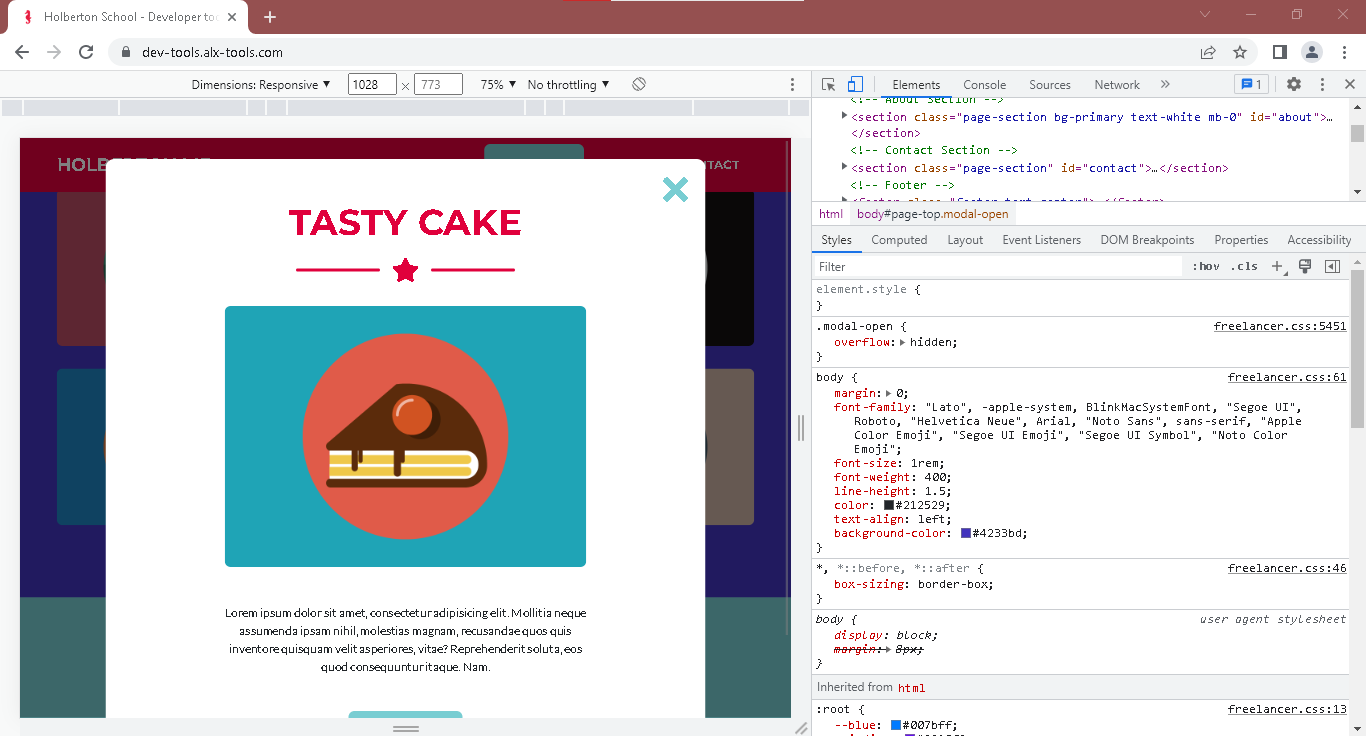 Holberton School - Developer to
dev-tools.alx-tools.com
Dimensions: Responsive
1028
773
75%
No throttling
Elements
Console
Sources
Network
1
TACT
TASTY CAKE
Lorem ipsum dolor sit amet, consectetur adipisicing elit. Mollitia neque
assumenda ipsam nihil, molestias magnam, recusandae quos quis
inventore quisquam velit asperiores, vitae? Reprehenderit soluta, eos
quod consequuntur itaque. Nam.
<!-- About Section -->
<section class="page-section bg-primary text-white mb-0" id="about">…
</section>
<!-- Contact Section -->
<section class="page-section" id="contact">…</section>
<!-- Footer -->
<footer class="footer text-center">…</footer>
html body#page-top.modal-open
Styles Computed Layout Event Listeners DOM Breakpoints Properties Accessibility
Filter :hov .cls
element.style {
}
.modal-open { freelancer.css:5451
overflow: hidden;
}
body { freelancer.css:61
margin: 0;
font-family: "Lato", -apple-system, BlinkMacSystemFont, "Segoe UI",
Roboto, "Helvetica Neue", Arial, "Noto Sans", sans-serif, "Apple
Color Emoji", "Segoe UI Emoji", "Segoe UI Symbol", "Noto Color
Emoji";
font-size: 1rem;
font-weight: 400;
line-height: 1.5;
color: #212529;
text-align: left;
background-color: #4233bd;
}
*, *::before, *::after { freelancer.css:46
box-sizing: border-box;
}
body { user agent stylesheet
display: block;
margin: 8px;
}
Inherited from html
:root { freelancer.css:13
--blue: #007bff;